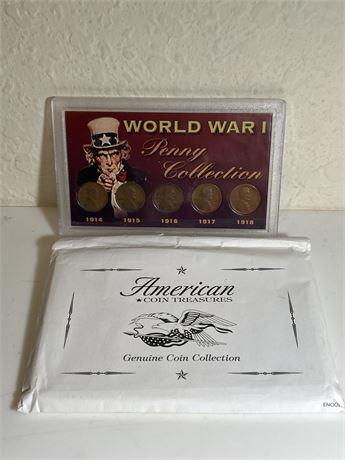 WORLD WAR I
Penny
Collection
1914 1915 1916 1917 1918
American
COIN TREASURES
Genuine Coin Collection